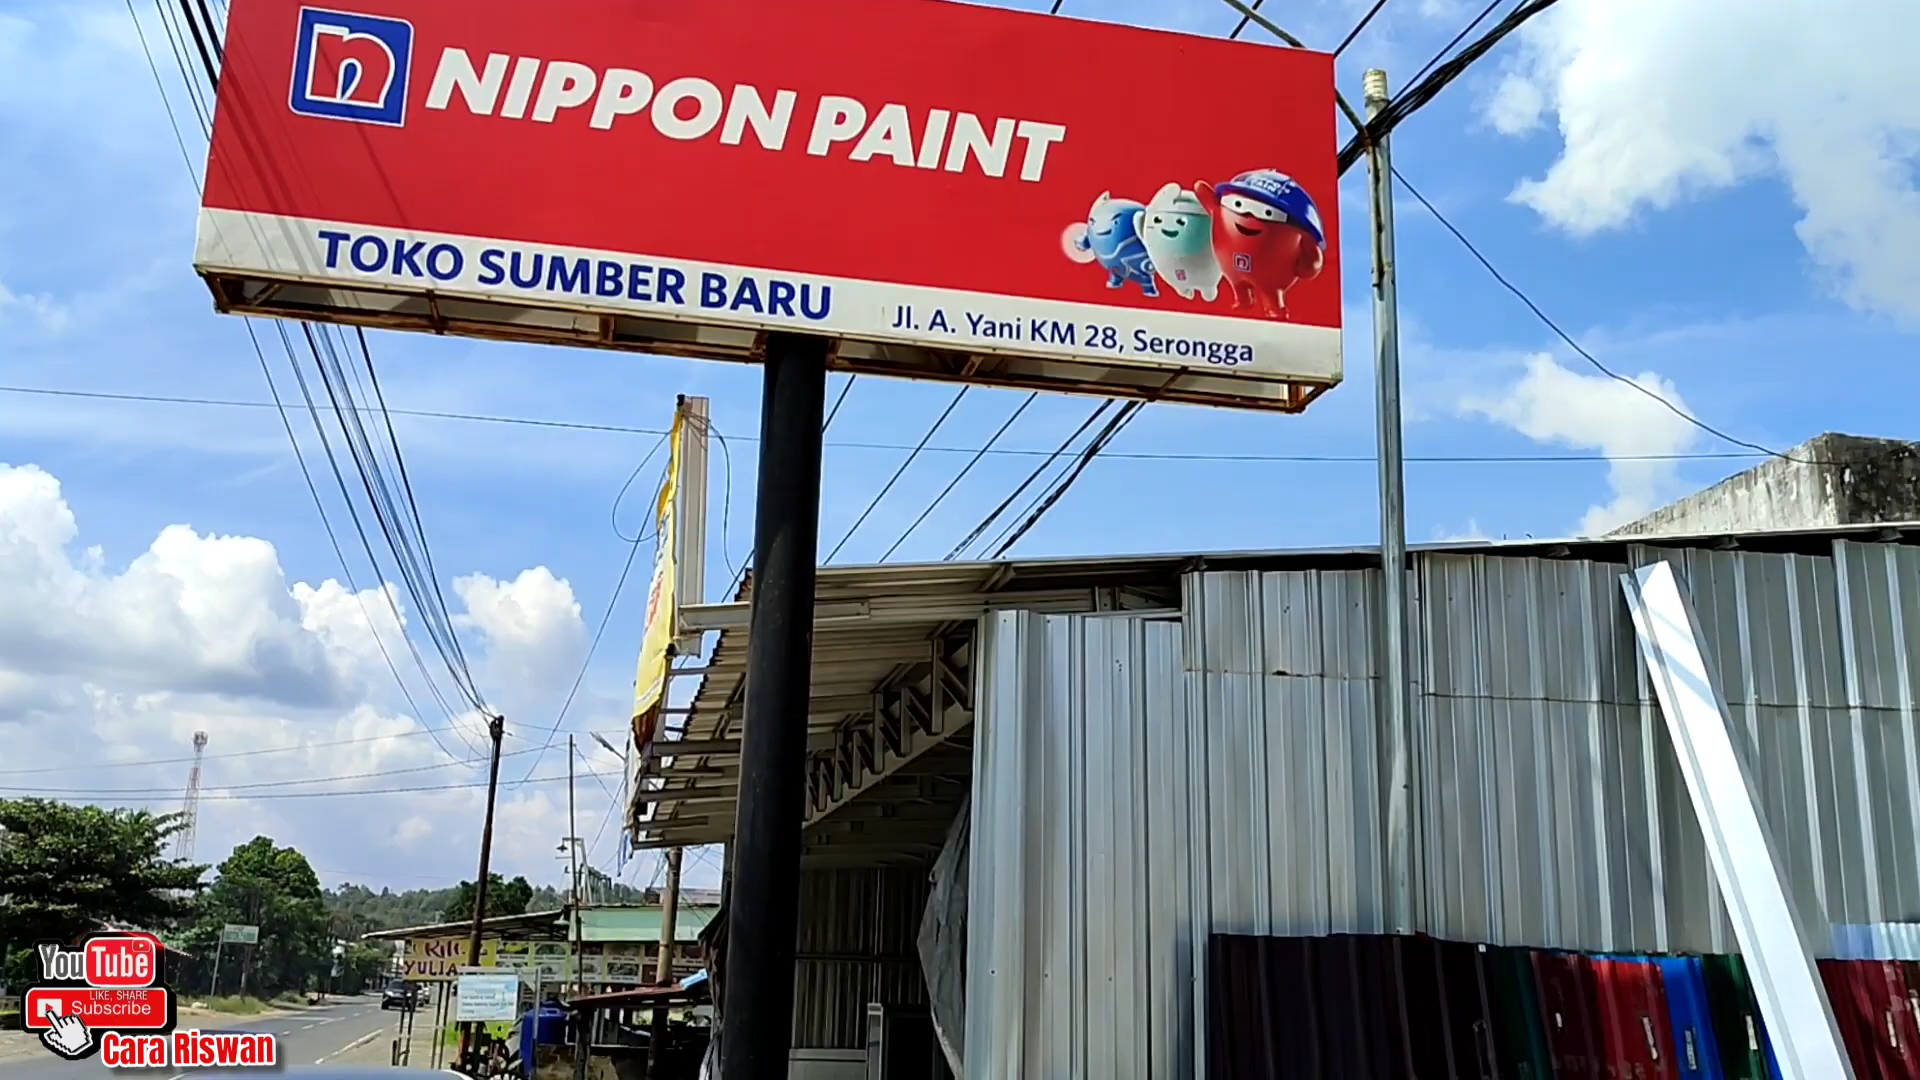 NIPPON PAINT
TOKO SUMBER BARU
Jl. A. Yani KM 28, Serongga
YULIA
YouTube
LIKE, SHARE
Subscribe
Cara Riswan